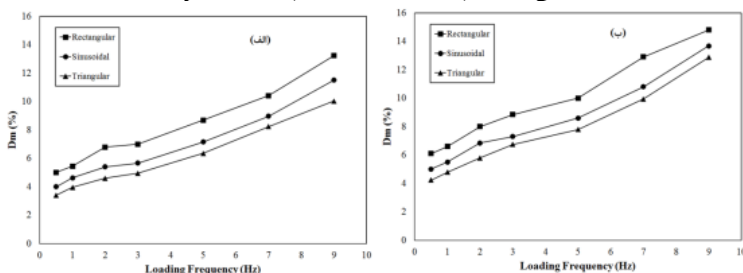 16
14
12
10
8
6
4
2
0
Dm (%)
Rectangular
Sinusoidal
Triangular
(الف)
0 1 2 3 4 5 6 7 8 9 10
Loading Frequency (Hz)
16
14
12
10
8
6
4
2
0
Dm (%)
Rectangular
Sinusoidal
Triangular
(ب)
0 1 2 3 4 5 6 7 8 9 10
Loading Frequency (Hz)